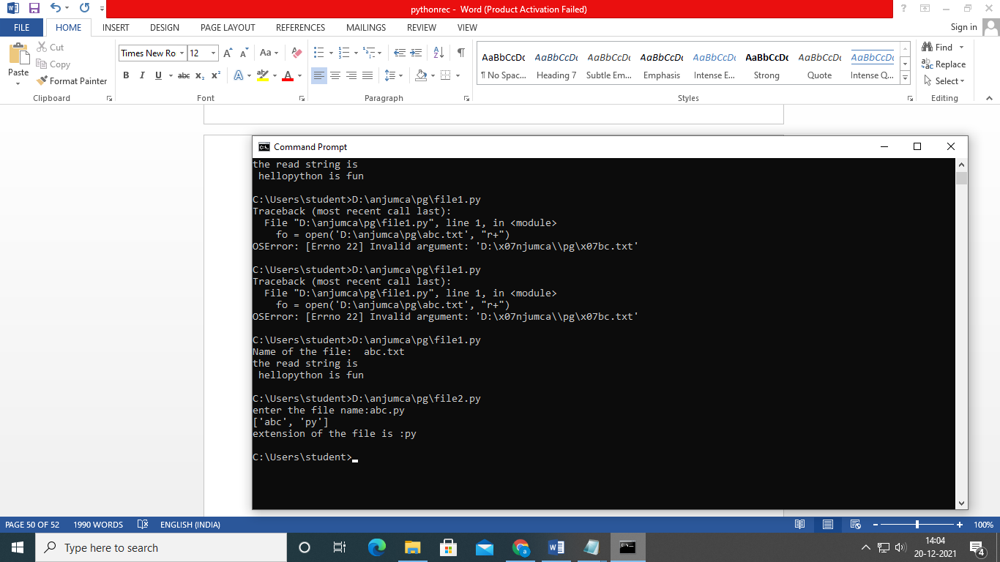 pythonrec - Word (Product Activation Failed)
FILE HOME INSERT DESIGN PAGE LAYOUT REFERENCES MAILINGS REVIEW VIEW Sign in
Paste
Cut
Copy
Format Painter
Times New Ro 12
AaBbCcDc AaBbCcDc AaBbCcDc AaBbCcDc AaBbCcDc AaBbCcDc AaBbCcDc AaBbCcDc
¶ No Spac... Heading 7 Subtle Em... Emphasis Intense E... Strong Quote Intense Q...
Find
Replace
Select
Clipboard Font Paragraph Styles Editing
Command Prompt
the read string is
hellopython is fun
C:\Users\student>D:\anjumca\pg\file1.py
Traceback (most recent call last):
File "D:\anjumca\pg\file1.py", line 1, in <module>
fo = open('D:\anjumca\pg\abc.txt', "r+")
OSError: [Errno 22] Invalid argument: 'D:\x07njumca\\pg\x07bc.txt'
C:\Users\student>D:\anjumca\pg\file1.py
Traceback (most recent call last):
File "D:\anjumca\pg\file1.py", line 1, in <module>
fo = open('D:\anjumca\pg\abc.txt', "r+")
OSError: [Errno 22] Invalid argument: 'D:\x07njumca\\pg\x07bc.txt'
C:\Users\student>D:\anjumca\pg\file1.py
Name of the file:  abc.txt
the read string is
hellopython is fun
C:\Users\student>D:\anjumca\pg\file2.py
enter the file name:abc.py
['abc', 'py']
extension of the file is :py
C:\Users\student>
PAGE 50 OF 52 1990 WORDS ENGLISH (INDIA) 100%
Type here to search
14:04
20-12-2021
4